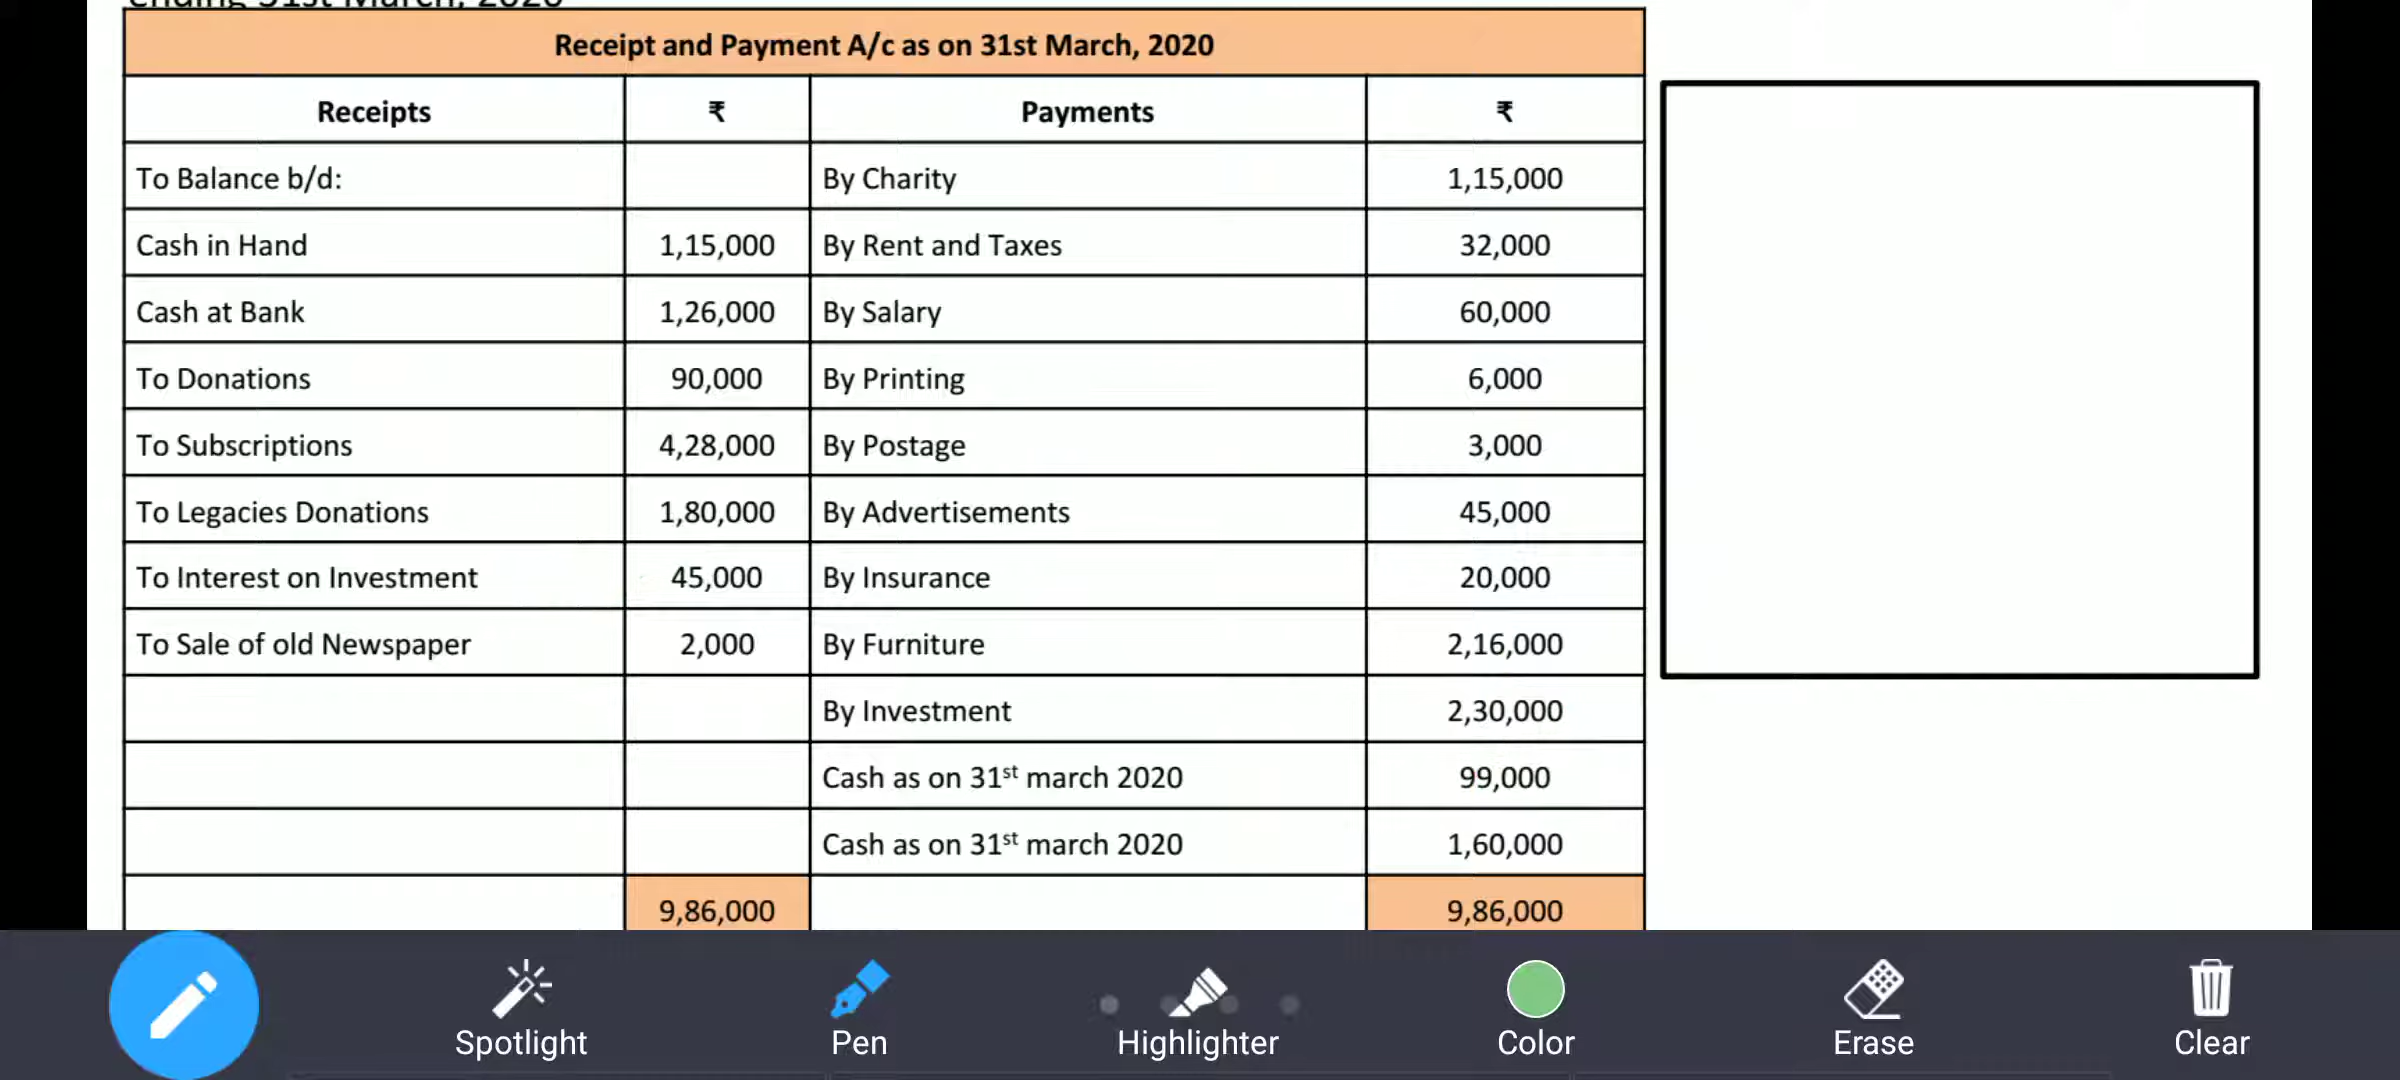 ending 31st March, 2020
Receipt and Payment A/c as on 31st March, 2020
Receipts ₹ Payments ₹
To Balance b/d: By Charity 1,15,000
Cash in Hand 1,15,000 By Rent and Taxes 32,000
Cash at Bank 1,26,000 By Salary 60,000
To Donations 90,000 By Printing 6,000
To Subscriptions 4,28,000 By Postage 3,000
To Legacies Donations 1,80,000 By Advertisements 45,000
To Interest on Investment 45,000 By Insurance 20,000
To Sale of old Newspaper 2,000 By Furniture 2,16,000
By Investment 2,30,000
Cash as on 31st march 2020 99,000
Cash as on 31st march 2020 1,60,000
9,86,000 9,86,000
Spotlight Pen Highlighter Color Erase Clear